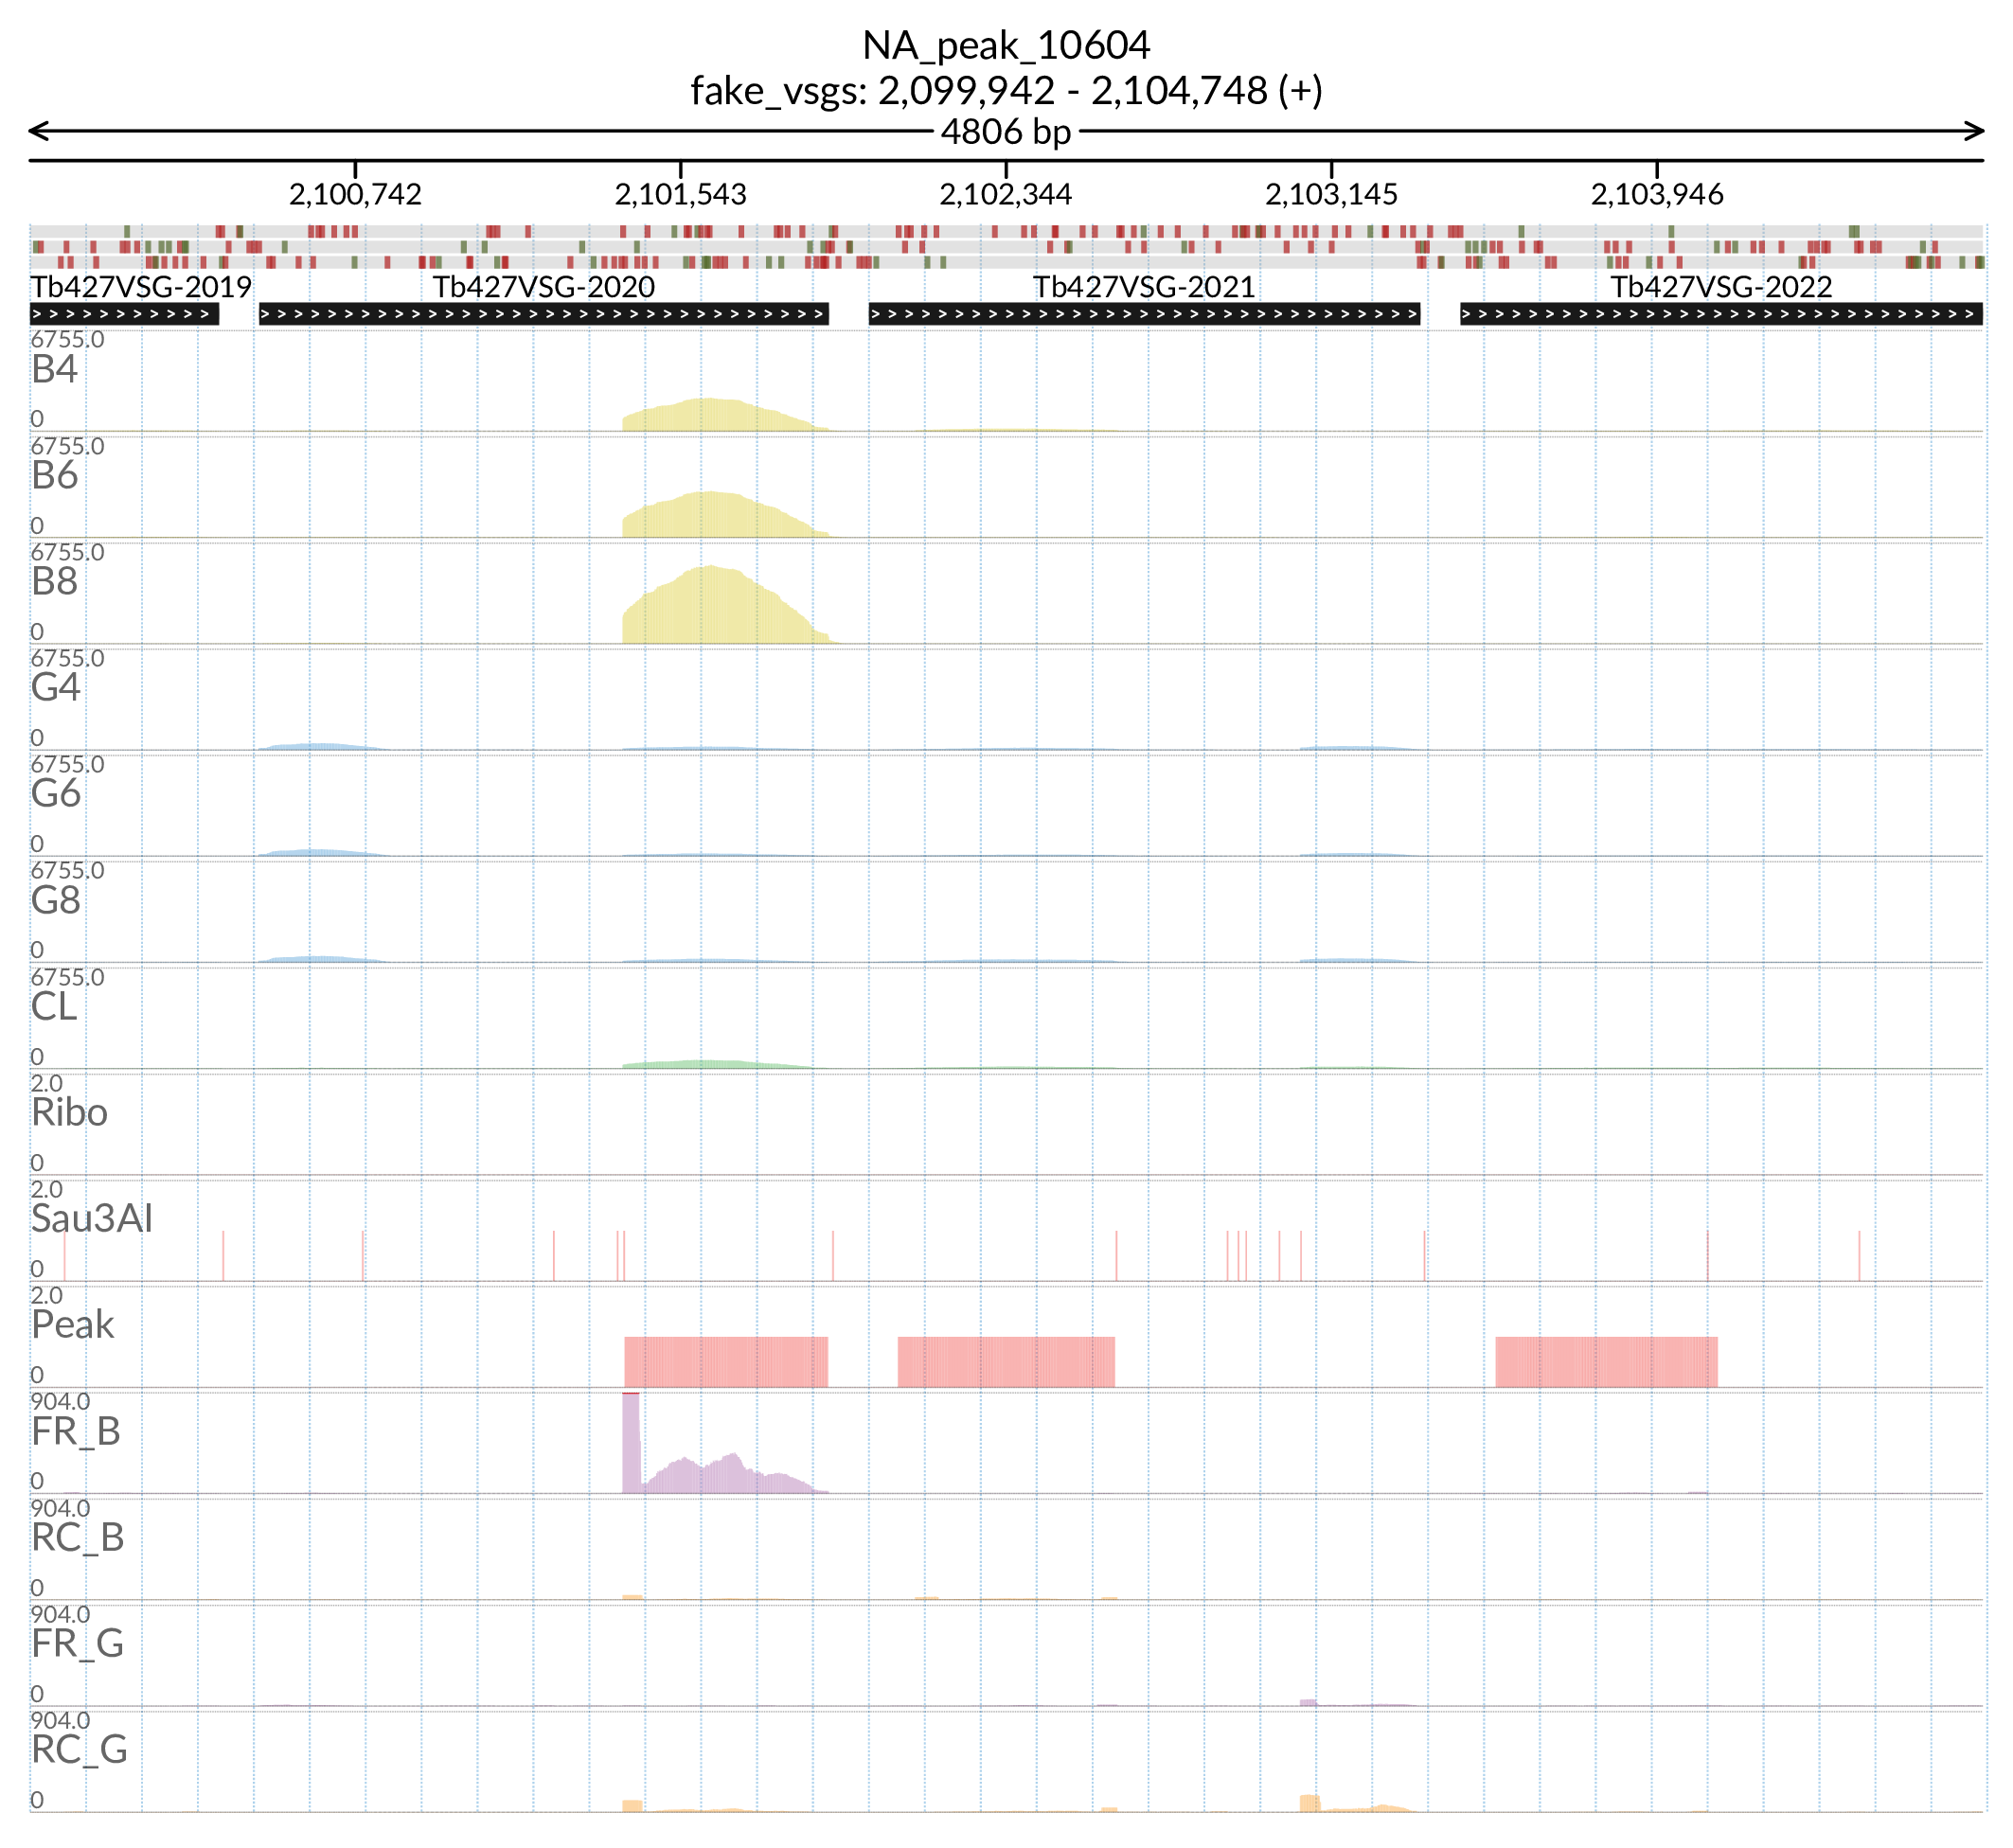 NA_peak_10604
fake_vsgs: 2,099,942 - 2,104,748 (+)
4806 bp
2,100,742 2,101,543 2,102,344 2,103,145 2,103,946
Tb427VSG-2019 Tb427VSG-2020 Tb427VSG-2021 Tb427VSG-2022
6755.0
B4
0
6755.0
B6
0
6755.0
B8
0
6755.0
G4
0
6755.0
G6
0
6755.0
G8
0
6755.0
CL
0
2.0
Ribo
0
2.0
Sau3AI
0
2.0
Peak
0
904.0
FR_B
0
904.0
RC_B
0
904.0
FR_G
0
904.0
RC_G
0